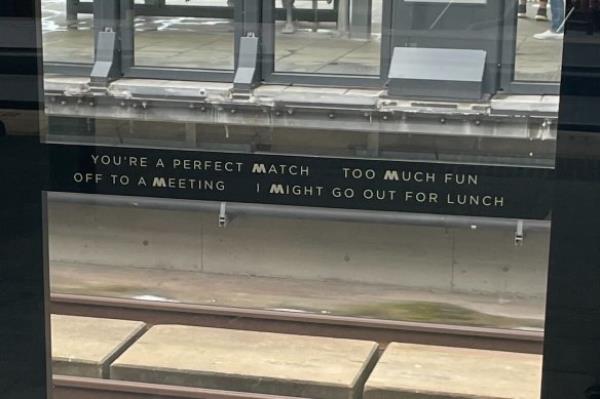 YOU'RE A PERFECT MATCH TOO MUCH FUN
OFF TO A MEETING I MIGHT GO OUT FOR LUNCH